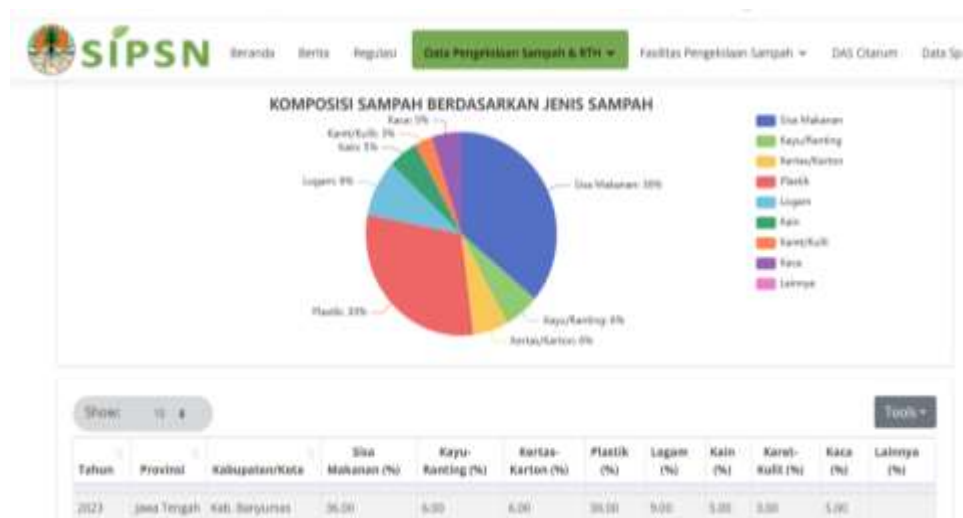 SIPSN Beranda Berita Regulasi Data Pengelolaan Sampah & RTH Fasilitas Pengelolaan Sampah DAS Citarum Data Sp
KOMPOSISI SAMPAH BERDASARKAN JENIS SAMPAH
Kaca: 5%
Karet/Kulit: 3%
Kain: 5%
Logam: 9%
Sisa Makanan: 36%
Plastik:
Kayu/Ranting: 6%
Kertas/Karton: 6%
Sisa Makanan
Kayu/Ranting
Kertas/Karton
Plastik
Logam
Kain
Karet/Kulit
Kaca
Lainnya
Show: 10
Tools
Tahun Provinsi Kabupaten/Kota Sisa Makanan (%) Kayu-Ranting (%) Kertas-Karton (%) Plastik (%) Logam (%) Kain (%) Karet-Kulit (%) Kaca (%) Lainnya (%)
2023 Jawa Tengah Kab. Banyumas 36.00 6.00 6.00 30.00 9.00 5.00 3.00 5.00